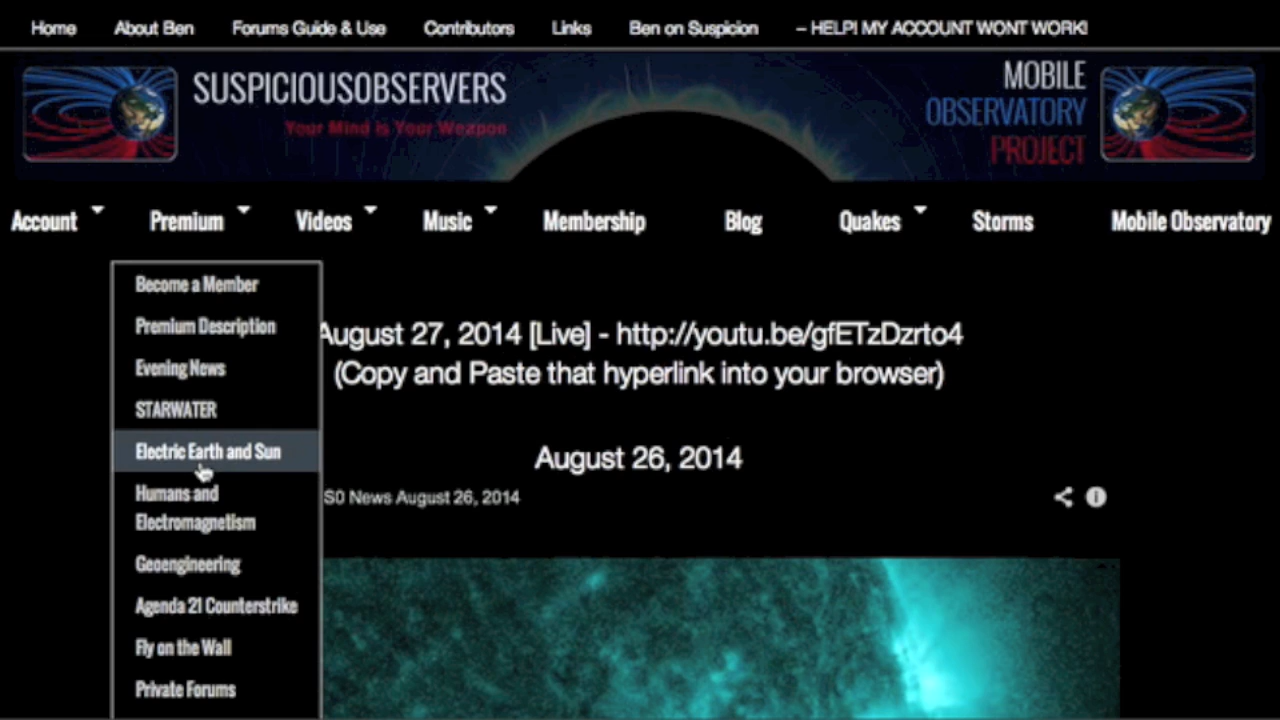 Home About Ben Forums Guide & Use Contributors Links Ben on Suspicion – HELP! MY ACCOUNT WONT WORK!
SUSPICIOUSOBSERVERS
Your Mind is Your Weapon
MOBILE
OBSERVATORY
PROJECT
Account Premium Videos Music Membership Blog Quakes Storms Mobile Observatory
Become a Member
Premium Description
Evening News
STARWATER
Electric Earth and Sun
Humans and
Electromagnetism
Geoengineering
Agenda 21 Counterstrike
Fly on the Wall
Private Forums
August 27, 2014 [Live] - http://youtu.be/gfETzDzrto4
(Copy and Paste that hyperlink into your browser)
August 26, 2014
S0 News August 26, 2014